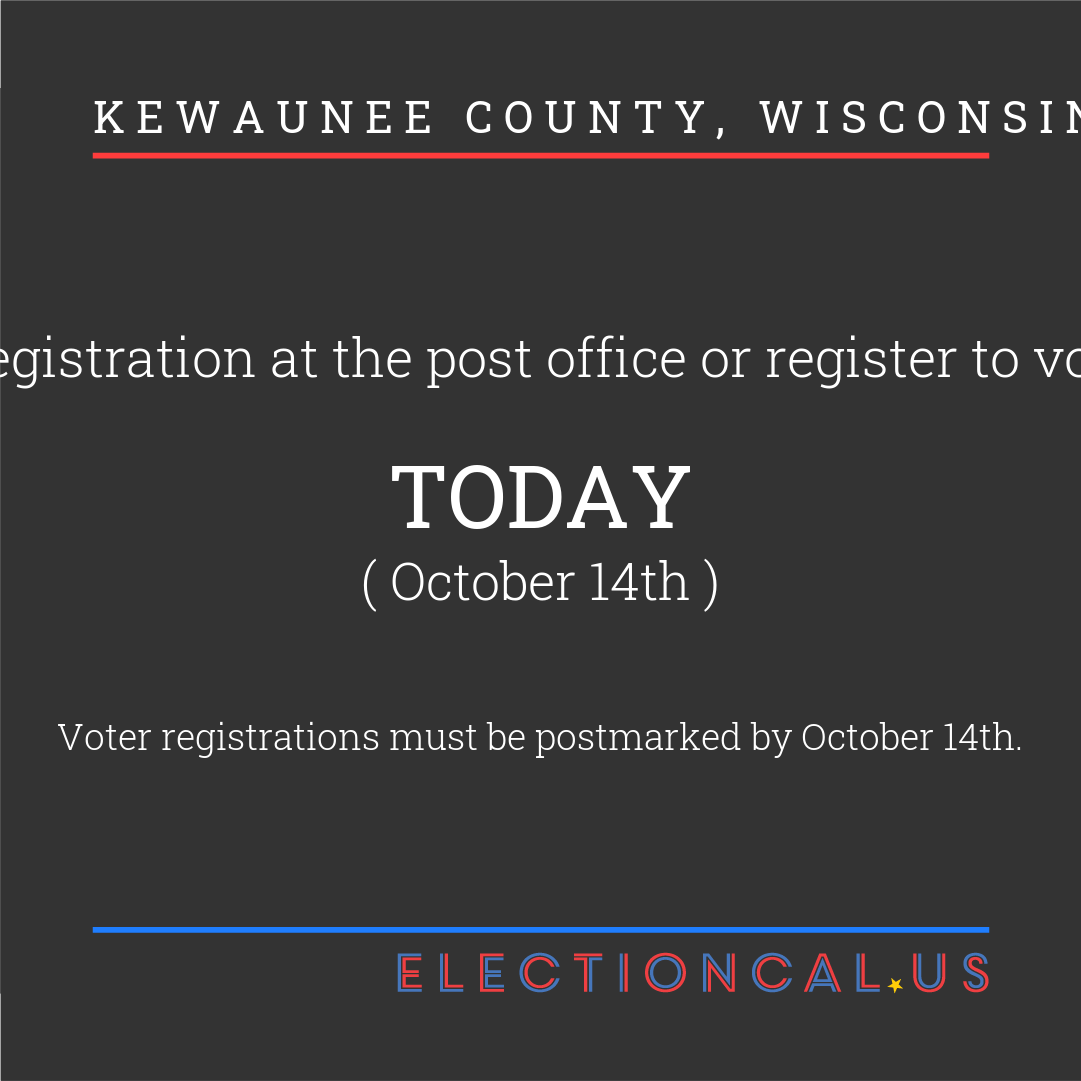 KEWAUNEE COUNTY, WISCONSIN
egistration at the post office or register to vo
TODAY
( October 14th )
Voter registrations must be postmarked by October 14th.
ELECTIONCAL.US